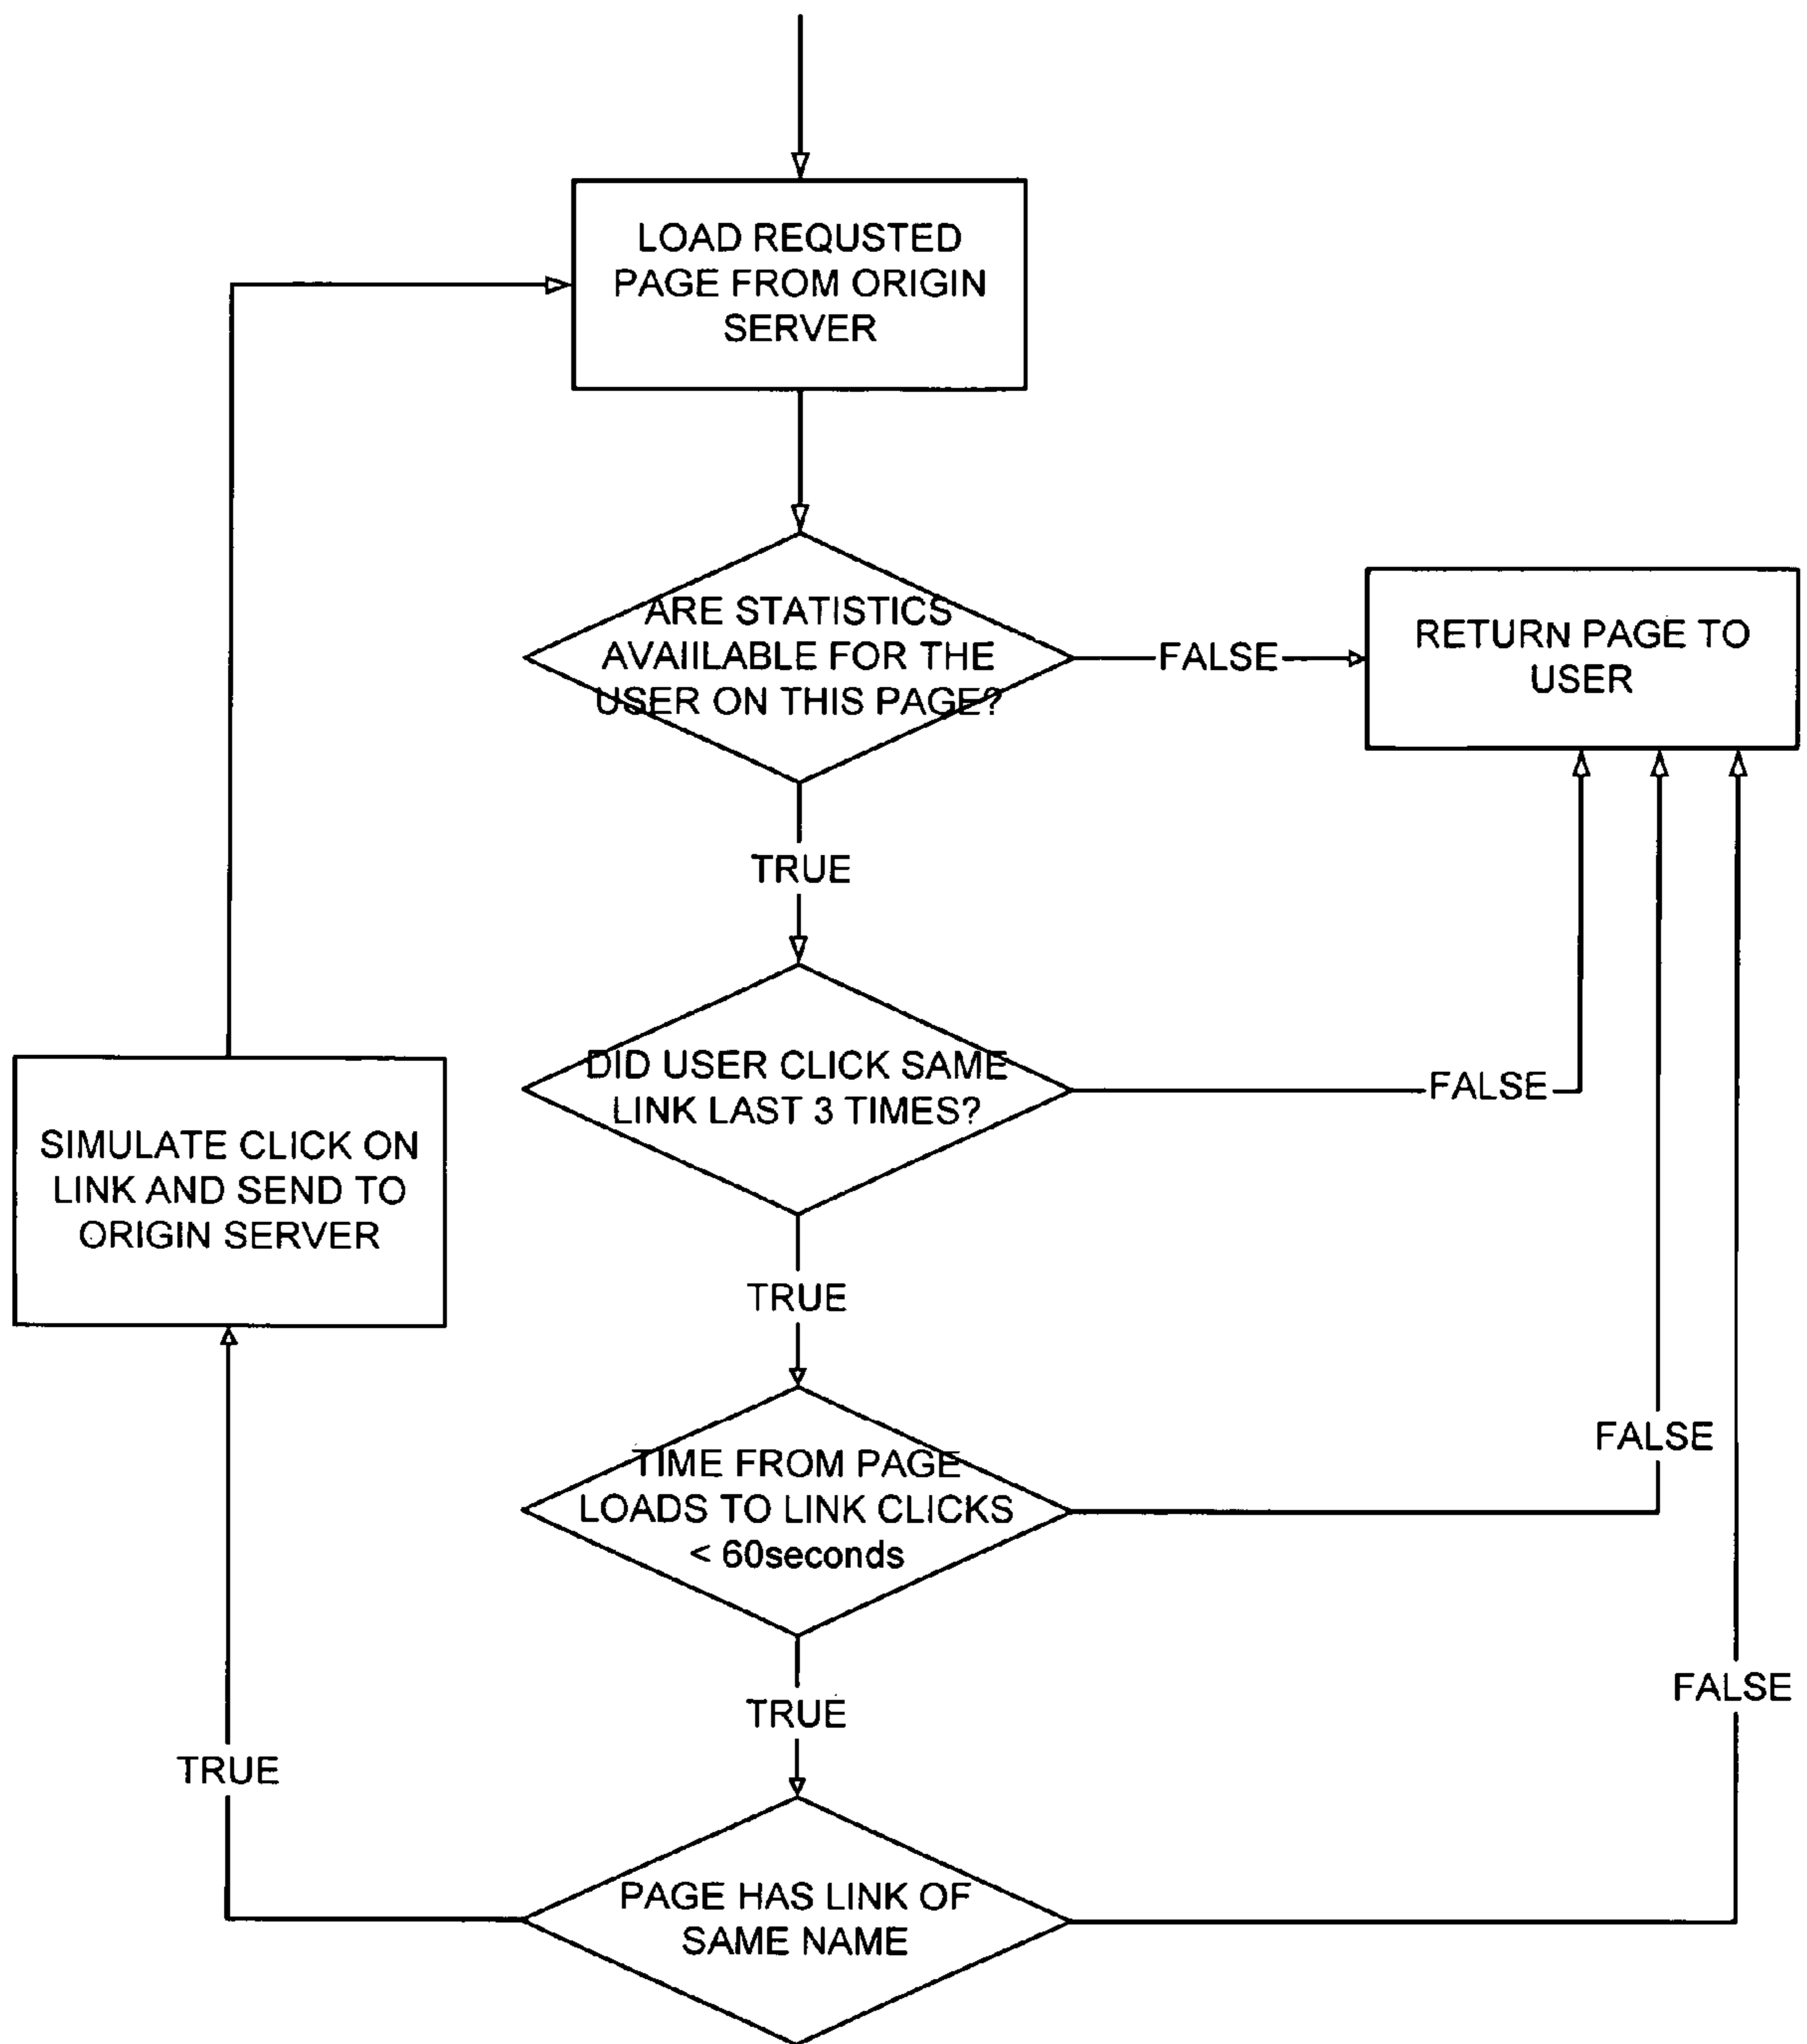 LOAD REQUSTED
PAGE FROM ORIGIN
SERVER
ARE STATISTICS
AVAIILABLE FOR THE
USER ON THIS PAGE?
FALSE
RETURN PAGE TO
USER
TRUE
DID USER CLICK SAME
LINK LAST 3 TIMES?
FALSE
SIMULATE CLICK ON
LINK AND SEND TO
ORIGIN SERVER
TRUE
TIME FROM PAGE
LOADS TO LINK CLICKS
< 60seconds
FALSE
TRUE
FALSE
TRUE
PAGE HAS LINK OF
SAME NAME